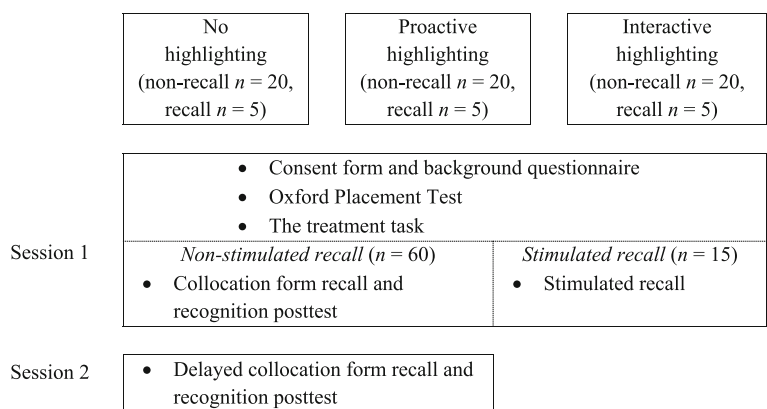 No
highlighting
(non-recall n = 20,
recall n = 5)
Proactive
highlighting
(non-recall n = 20,
recall n = 5)
Interactive
highlighting
(non-recall n = 20,
recall n = 5)
Session 1
• Consent form and background questionnaire
• Oxford Placement Test
• The treatment task
Non-stimulated recall (n = 60)
• Collocation form recall and
recognition posttest
Stimulated recall (n = 15)
• Stimulated recall
Session 2
• Delayed collocation form recall and
recognition posttest